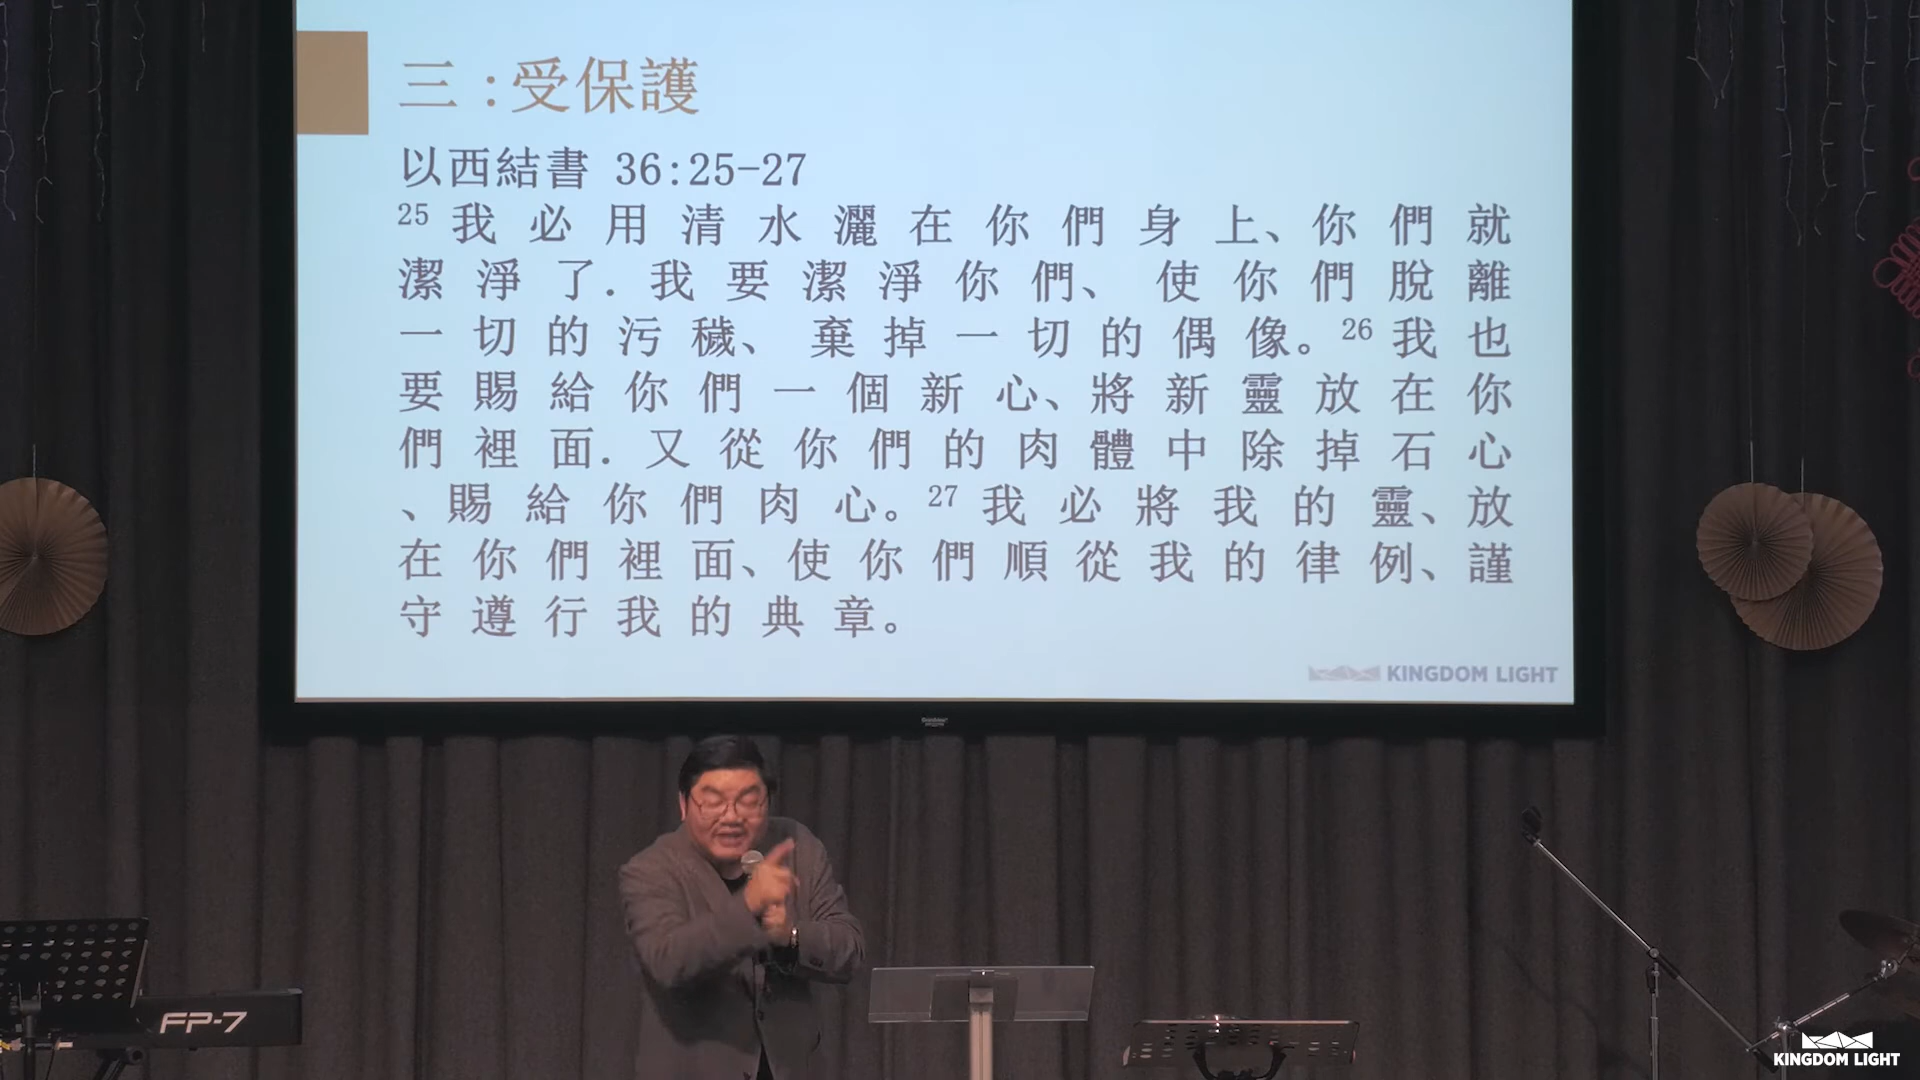 三:受保護
以西結書 36:25-27
25 我必用清水灑在你們身上、你們就
潔淨了．我要潔淨你們、使你們脫離
一切的污穢、棄掉一切的偶像。26 我也
要賜給你們一個新心、將新靈放在你
們裡面．又從你們的肉體中除掉石心
、賜給你們肉心。27 我必將我的靈、放
在你們裡面、使你們順從我的律例、謹
守遵行我的典章。
KINGDOM LIGHT
FP-7
KINGDOM LIGHT